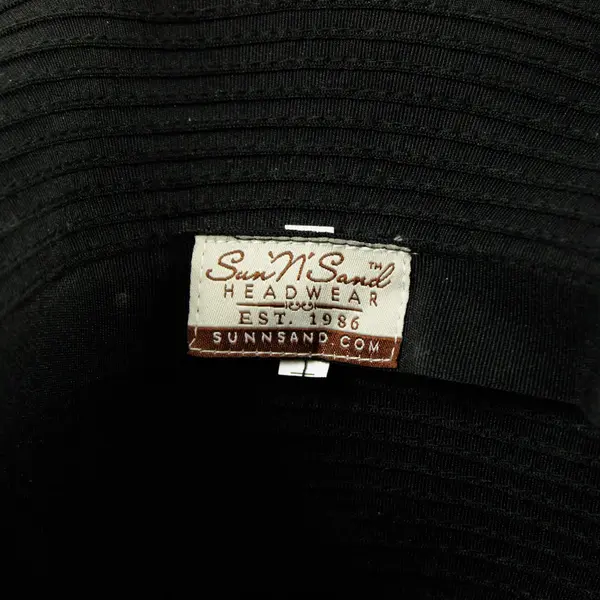 Sun 'N' Sand™
HEADWEAR
EST. 1986
SUNNSAND.COM